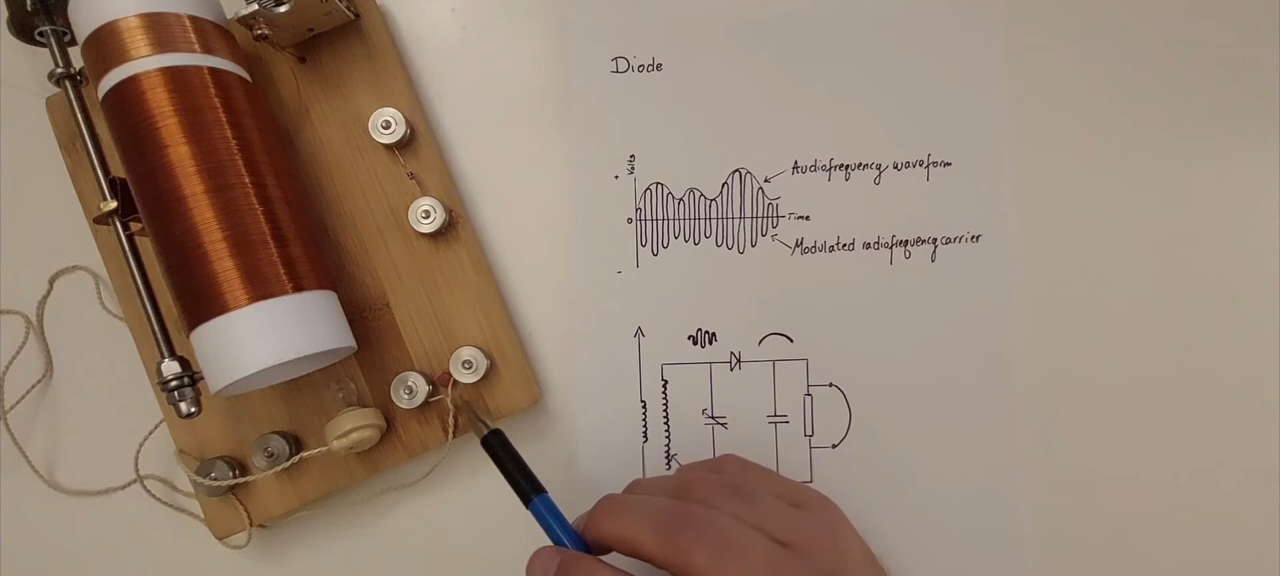 Diode
Volts
+
Audiofrequency waveform
0
Time
Modulated radiofrequency carrier
-